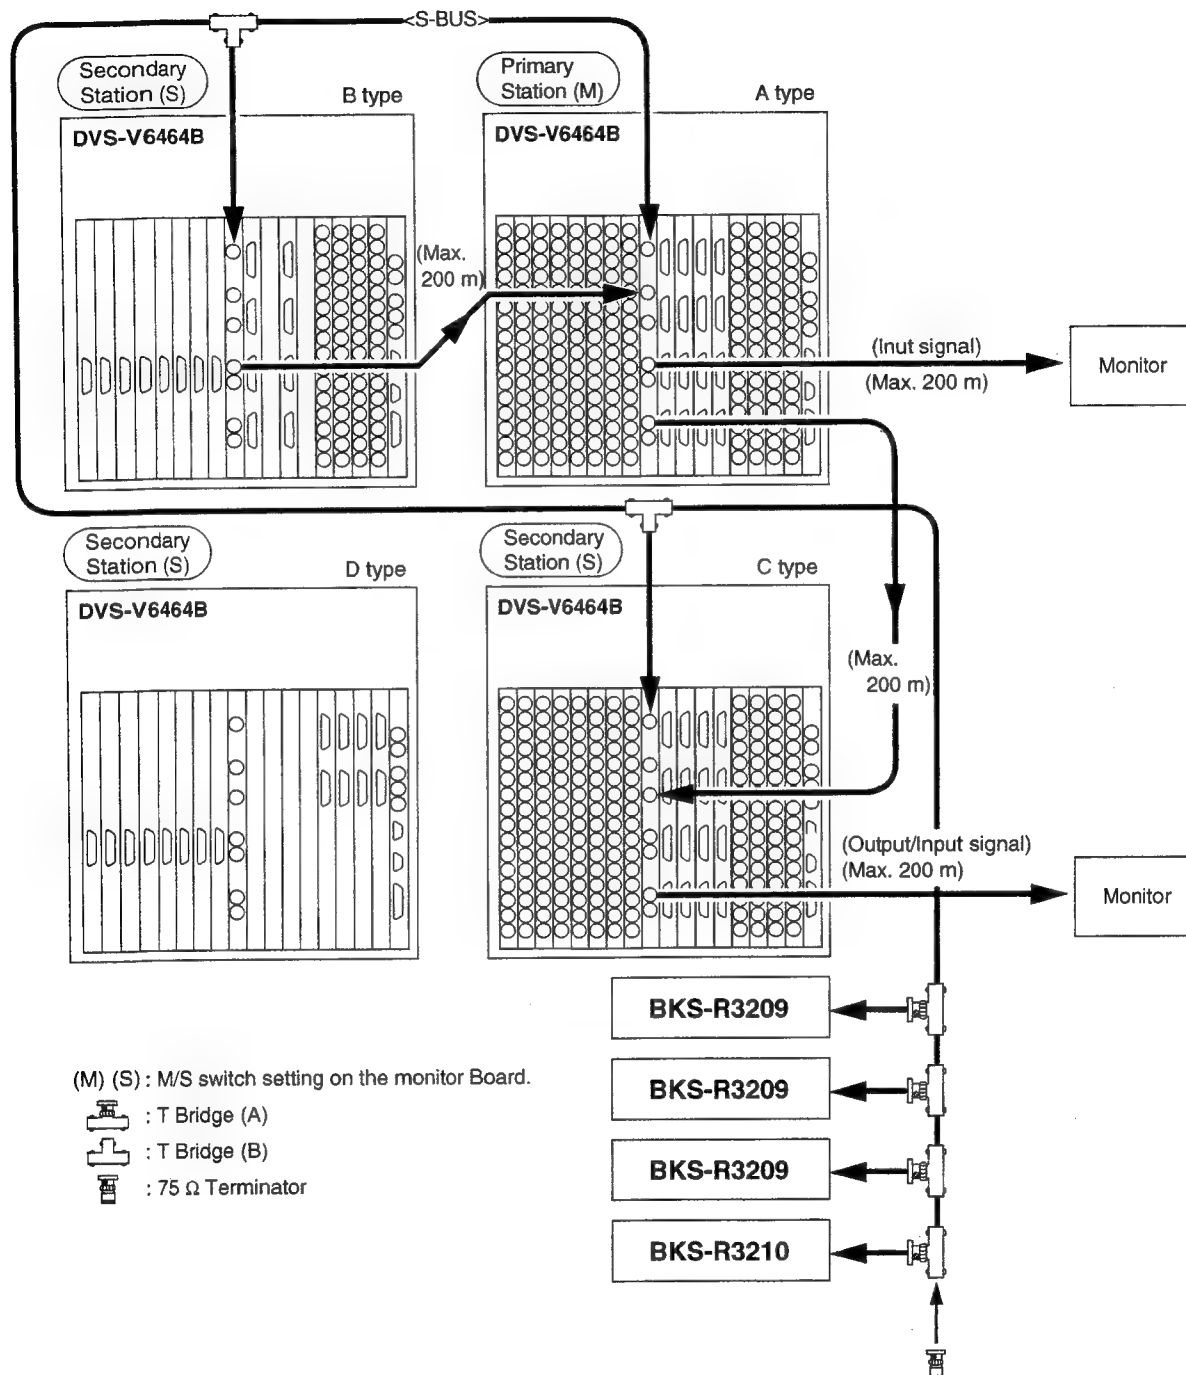 <S-BUS>
Secondary
Station (S)
B type
Primary
Station (M)
A type
DVS-V6464B
DVS-V6464B
(Max.
200 m)
(Inut signal)
(Max. 200 m)
Monitor
Secondary
Station (S)
D type
Secondary
Station (S)
C type
DVS-V6464B
DVS-V6464B
(Max.
200 m)
(Output/Input signal)
(Max. 200 m)
Monitor
BKS-R3209
BKS-R3209
BKS-R3209
BKS-R3210
(M) (S) : M/S switch setting on the monitor Board.
: T Bridge (A)
: T Bridge (B)
: 75 Ω Terminator